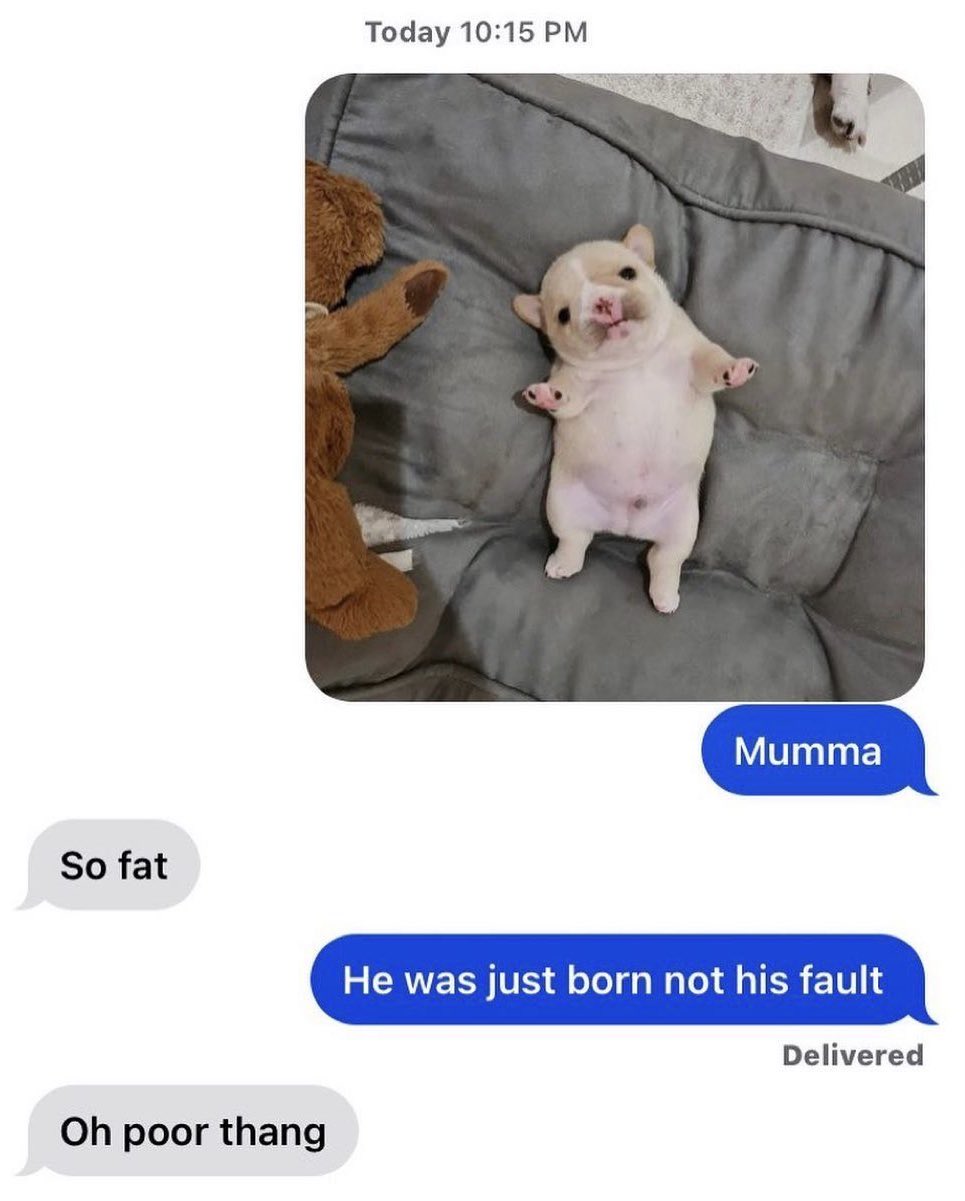 Today 10:15 PM
Mumma
So fat
He was just born not his fault
Delivered
Oh poor thang